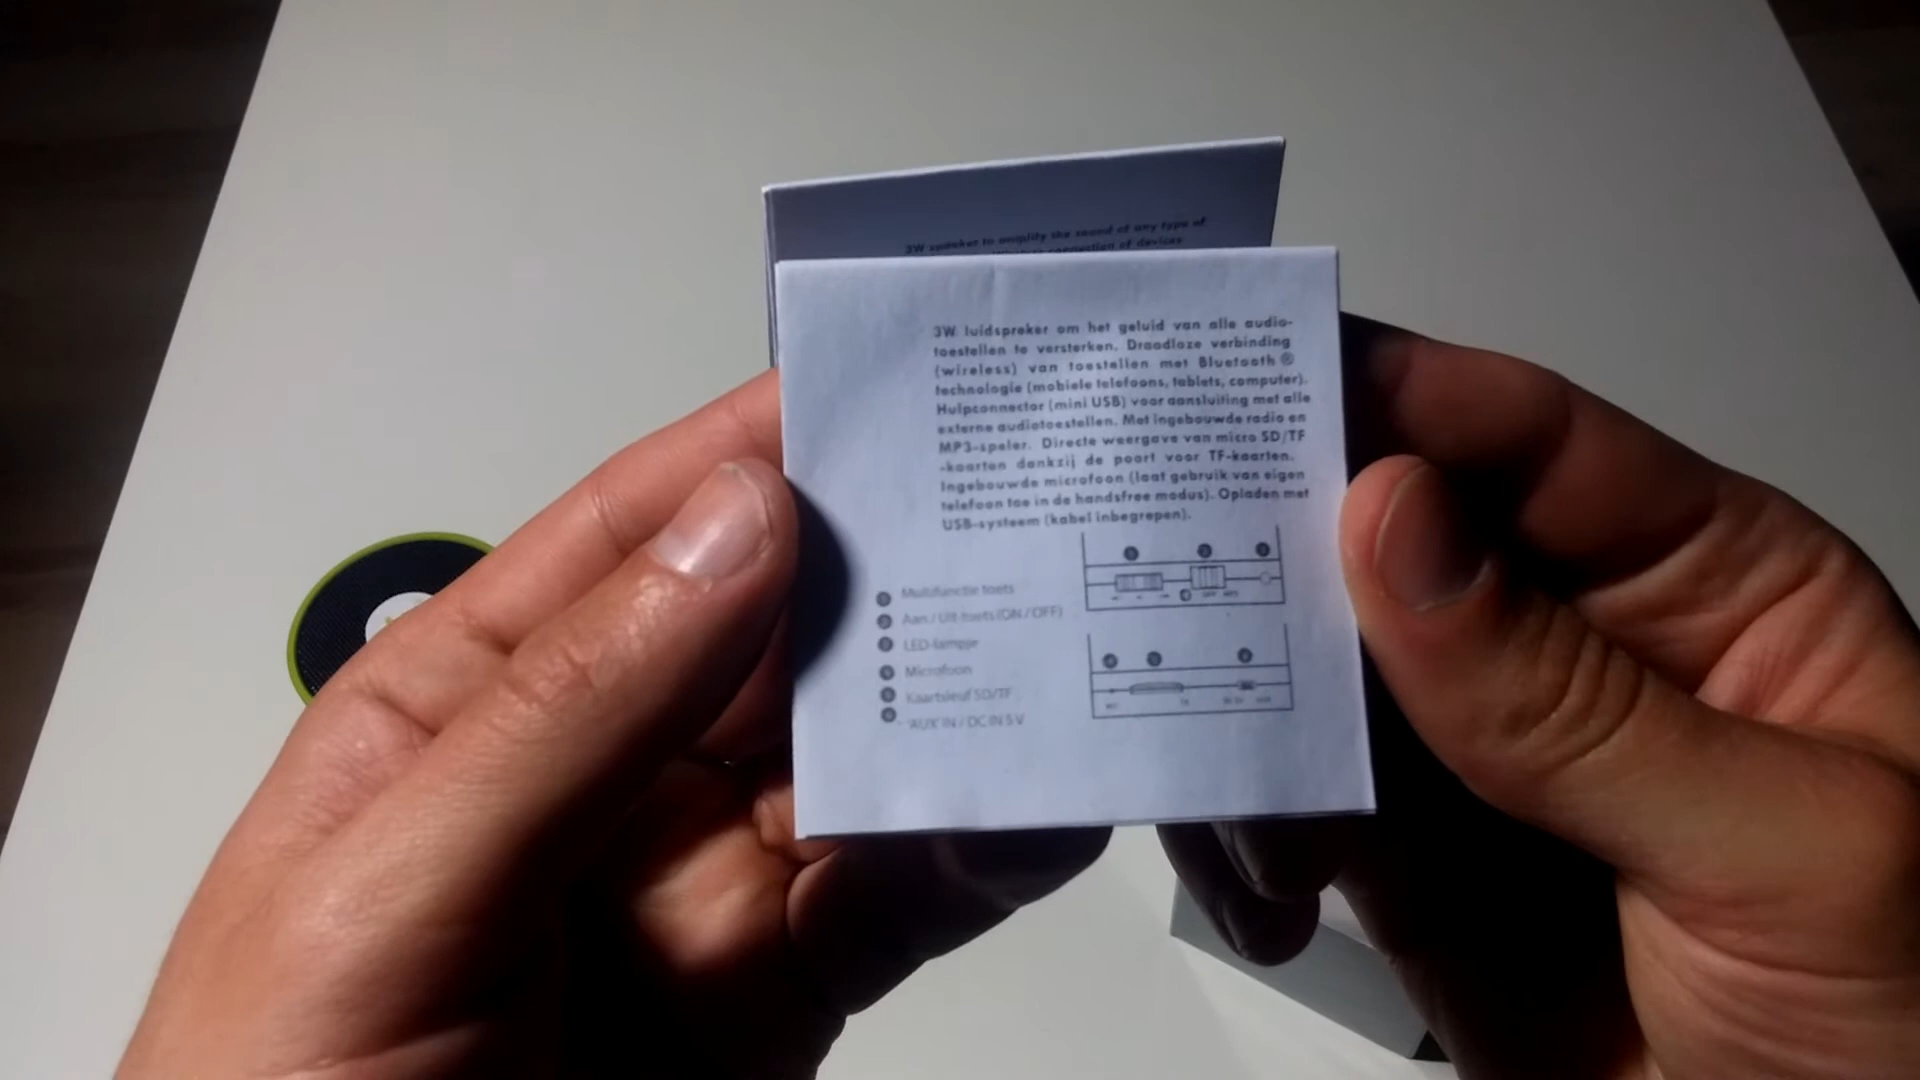 3W speaker to amplify the sound of any type of
connection of devices
3W luidspreker om het geluid van alle audio-
toestellen te versterken. Draadloze verbinding
(wireless) van toestellen met Bluetooth ®
technologie (mobiele telefoons, tablets, computer).
Hulpconnector (mini USB) voor aansluiting met alle
externe audiotoestellen. Met ingebouwde radio en
MP3-speler. Directe weergave van micro SD/TF
-kaarten dankzij de poort voor TF-kaarten.
Ingebouwde microfoon (laat gebruik van eigen
telefoon toe in de handsfree modus). Opladen met
USB-systeem (kabel inbegrepen).
Multifunctie toets
Aan / Uit-toets (ON / OFF)
LED-lampje
Microfoon
Kaartsleuf SD/TF
'AUX' IN / DC IN 5 V